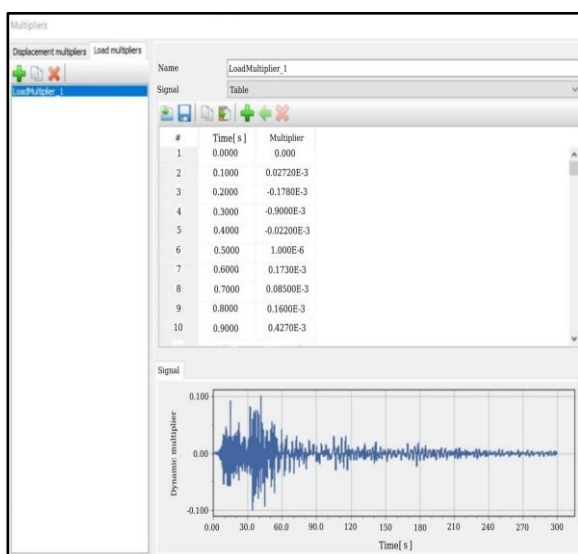 Multipliers
Displacement multipliers Load multipliers
LoadMultiplier_1
Name LoadMultiplier_1
Signal Table
# Time[ s ] Multiplier
1 0.0000 0.000
2 0.1000 0.02720E-3
3 0.2000 -0.1780E-3
4 0.3000 -0.9000E-3
5 0.4000 -0.02200E-3
6 0.5000 1.000E-6
7 0.6000 0.1730E-3
8 0.7000 0.08500E-3
9 0.8000 0.1600E-3
10 0.9000 0.4270E-3
Signal
Dynamic multiplier
0.100
0.00
-0.100
0.00 30.0 60.0 90.0 120 150 180 210 240 270 300
Time[ s ]